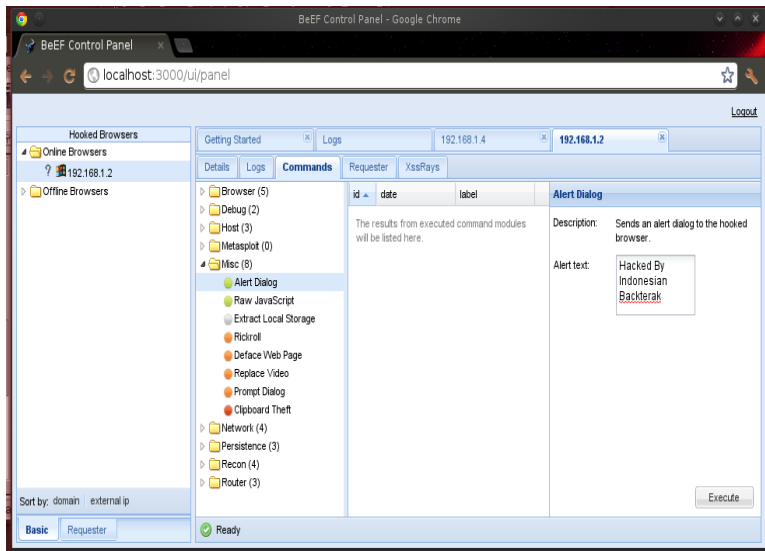 BeEF Control Panel - Google Chrome
BeEF Control Panel
localhost:3000/ui/panel
Logout
Hooked Browsers
Online Browsers
? 192.168.1.2
Offline Browsers
Sort by: domain external ip
Basic Requester
Getting Started Logs 192.168.1.4 192.168.1.2
Details Logs Commands Requester XssRays
Browser (5)
Debug (2)
Host (3)
Metasploit (0)
Misc (8)
Alert Dialog
Raw JavaScript
Extract Local Storage
Rickroll
Deface Web Page
Replace Video
Prompt Dialog
Clipboard Theft
Network (4)
Persistence (3)
Recon (4)
Router (3)
id date label
The results from executed command modules
will be listed here.
Alert Dialog
Description: Sends an alert dialog to the hooked
browser.
Alert text: Hacked By
Indonesian
Backterak
Execute
Ready